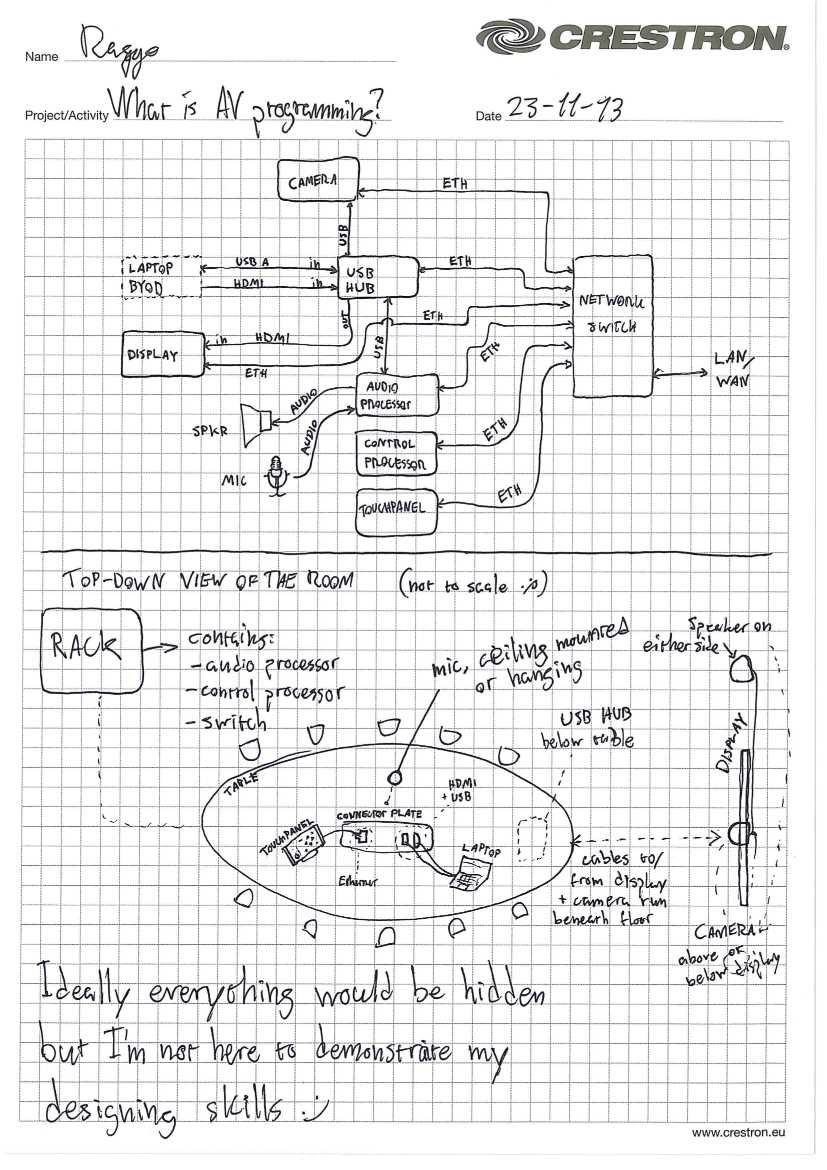 CRESTRON®
Name Ragyo
Project/Activity What is AV programming?
Date 23-11-13
CAMERA
ETH
USB
LAPTOP
BYOD
USB A
in
HDMI
in
USB
HUB
ETH
NETWORK
SWITCH
OUT
ETH
in
HDMI
DISPLAY
ETH
USB
ETH
LAN/
WAN
AUDIO
PROCESSOR
AUDIO
SPKR
AUDIO
MIC
CONTROL
PROCESSOR
ETH
TOUCHPANEL
ETH
TOP-DOWN VIEW OF THE ROOM (not to scale :p)
RACK
contains:
- audio processor
- control processor
- switch
mic, ceiling mounted
or hanging
Speaker on
either side
USB HUB
below table
DISPLAY
TABLE
HDMI
+ USB
CONNECTOR PLATE
TOUCHPANEL
LAPTOP
Ethernet
cables to/
from display
+ camera run
beneath floor
CAMERA
above or
below display
Ideally everything would be hidden
but I'm not here to demonstrate my
designing skills :)
www.crestron.eu